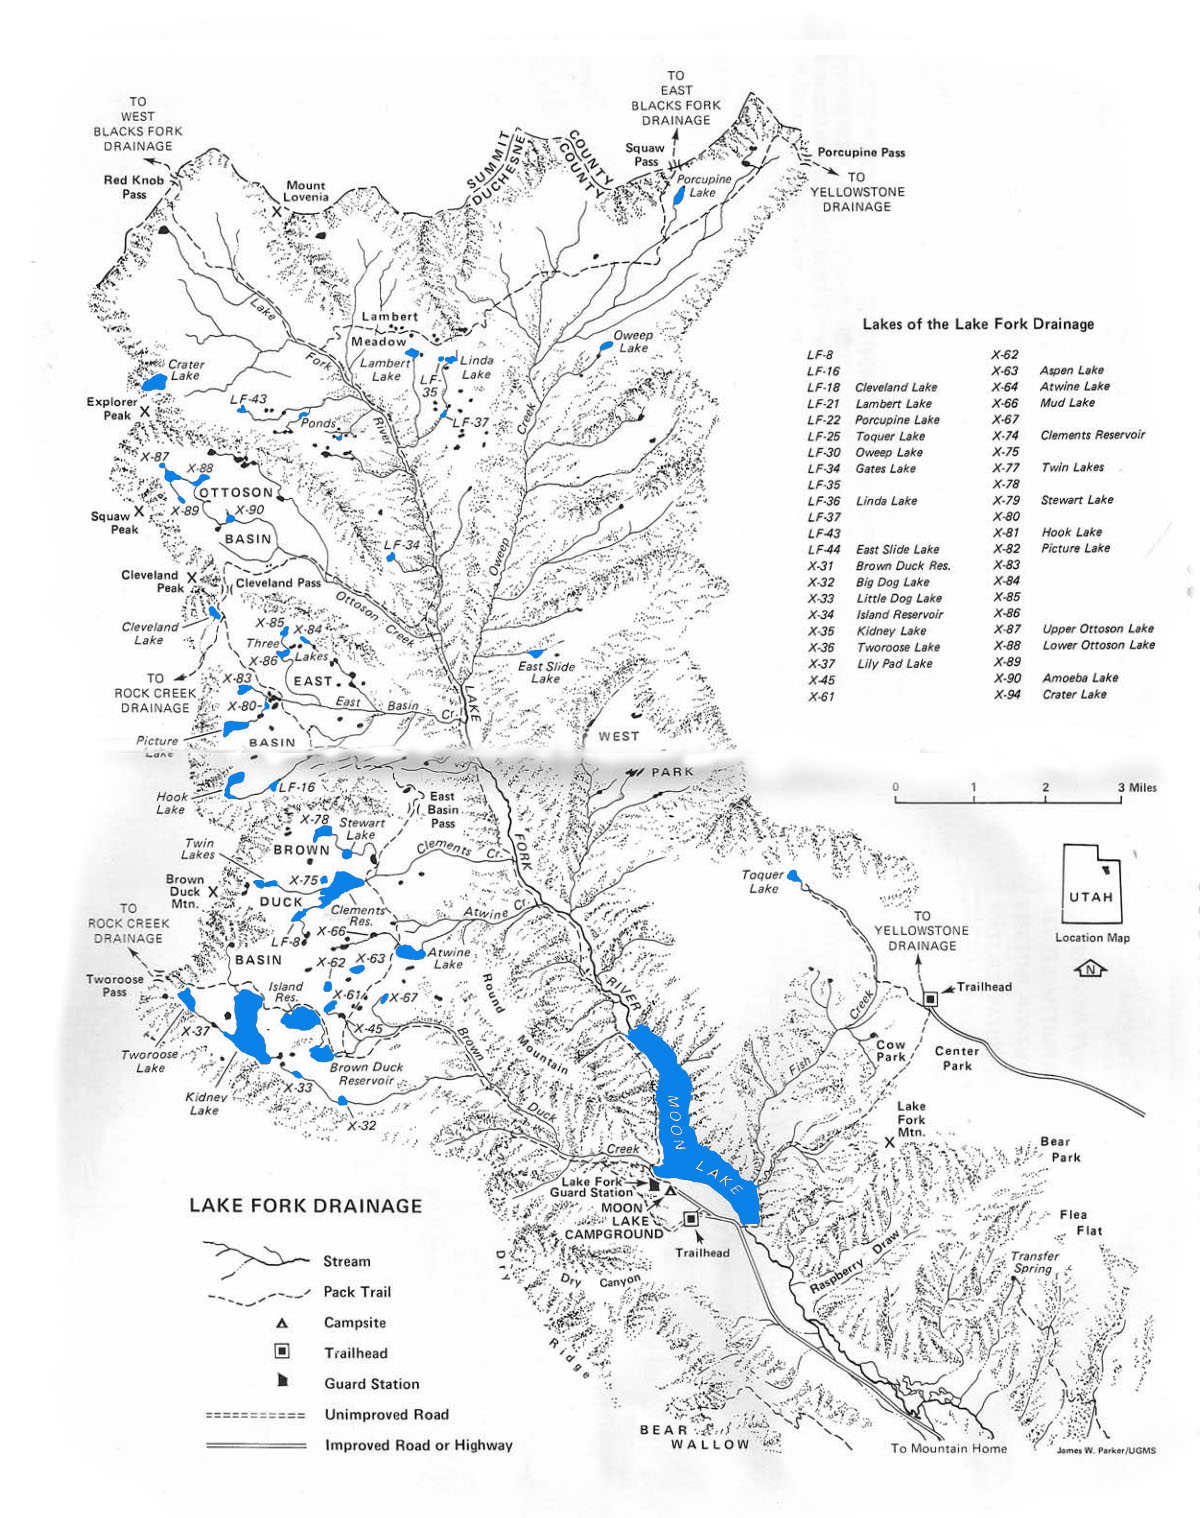 TO
WEST
BLACKS FORK
DRAINAGE
Red Knob
Pass
Mount
Lovenia
SUMMIT COUNTY
DUCHESNE COUNTY
TO
EAST
BLACKS FORK
DRAINAGE
Squaw
Pass
Porcupine
Lake
Porcupine Pass
TO
YELLOWSTONE
DRAINAGE
Lake
Fork
River
Lambert
Meadow
Lambert
Lake
LF-
35
Linda
Lake
LF-37
Oweep
Lake
Creek
Oweep
Crater
Lake
Explorer
Peak
LF-43
Ponds
X-87
X-88
OTTOSON
X-89
X-90
BASIN
Squaw
Peak
LF-34
Cleveland
Peak
Cleveland Pass
Ottoson Creek
Cleveland
Lake
X-85
X-84
Three
Lakes
X-86
EAST
X-83
X-80
East Basin Cr.
TO
ROCK CREEK
DRAINAGE
Picture
Lake
BASIN
East Slide
Lake
LAKE
FORK
RIVER
WEST
PARK
Hook
Lake
LF-16
East
Basin
Pass
X-78
Stewart
Lake
BROWN
Twin
Lakes
X-75
Clements Cr.
Brown
Duck
Mtn.
DUCK
Clements
Res.
Atwine Cr.
LF-8
X-66
BASIN
X-62
X-63
Atwine
Lake
TO
ROCK CREEK
DRAINAGE
Tworoose
Pass
Island
Res.
X-61
X-67
X-37
X-45
Tworoose
Lake
Brown Duck
Reservoir
Kidney
Lake
X-33
X-32
Round
Mountain
Brown
Duck
Creek
MOON
LAKE
Lake Fork
Guard Station
MOON
LAKE
CAMPGROUND
Trailhead
Dry Canyon
Dry
Ridge
BEAR
WALLOW
Toquer
Lake
TO
YELLOWSTONE
DRAINAGE
Trailhead
Fish
Creek
Cow
Park
Center
Park
Lake
Fork
Mtn.
Bear
Park
Flea
Flat
Transfer
Spring
Raspberry Draw
To Mountain Home
James W. Parker/UGMS
Lakes of the Lake Fork Drainage
LF-8
LF-16
LF-18 Cleveland Lake
LF-21 Lambert Lake
LF-22 Porcupine Lake
LF-25 Toquer Lake
LF-30 Oweep Lake
LF-34 Gates Lake
LF-35
LF-36 Linda Lake
LF-37
LF-43
LF-44 East Slide Lake
X-31 Brown Duck Res.
X-32 Big Dog Lake
X-33 Little Dog Lake
X-34 Island Reservoir
X-35 Kidney Lake
X-36 Tworoose Lake
X-37 Lily Pad Lake
X-45
X-61
X-62
X-63 Aspen Lake
X-64 Atwine Lake
X-66 Mud Lake
X-67
X-74 Clements Reservoir
X-75
X-77 Twin Lakes
X-78
X-79 Stewart Lake
X-80
X-81 Hook Lake
X-82 Picture Lake
X-83
X-84
X-85
X-86
X-87 Upper Ottoson Lake
X-88 Lower Ottoson Lake
X-89
X-90 Amoeba Lake
X-94 Crater Lake
0 1 2 3 Miles
UTAH
Location Map
N
LAKE FORK DRAINAGE
Stream
Pack Trail
Campsite
Trailhead
Guard Station
Unimproved Road
Improved Road or Highway